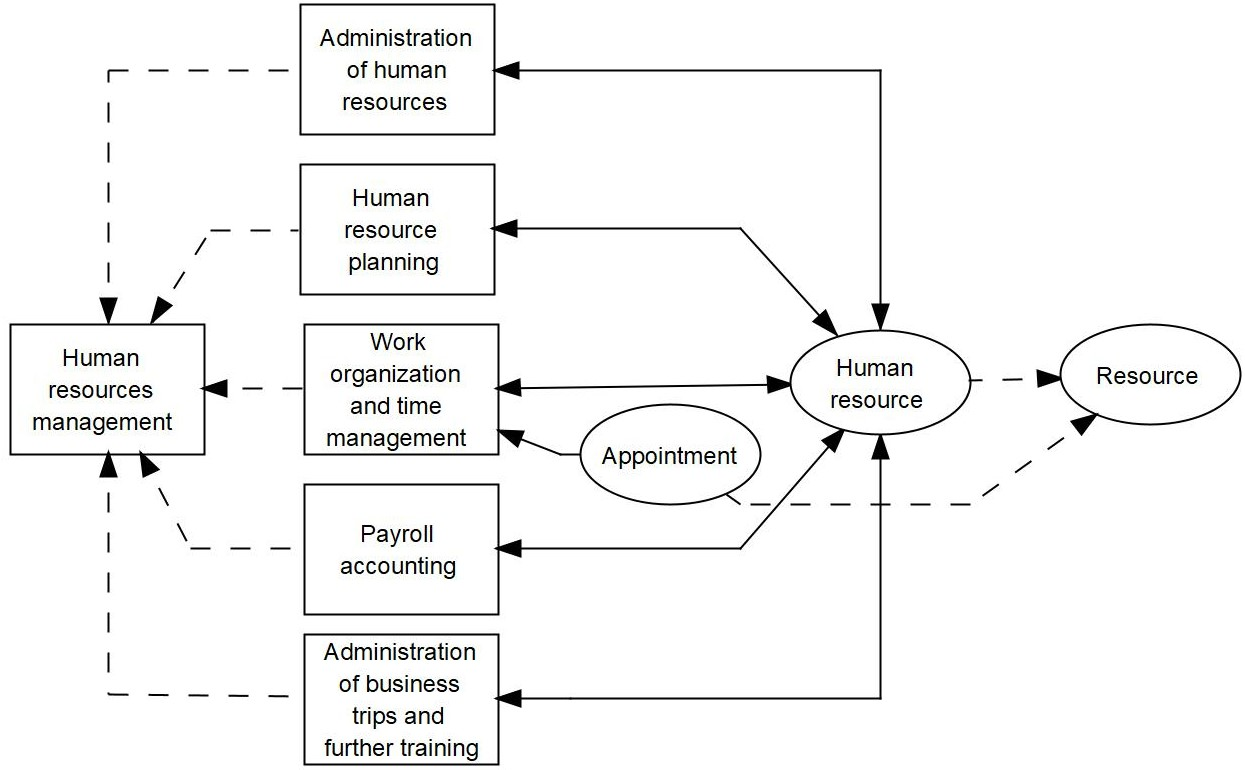 Administration
of human
resources
Human
resource
planning
Human
resources
management
Work
organization
and time
management
Human
resource
Resource
Appointment
Payroll
accounting
Administration
of business
trips and
further training